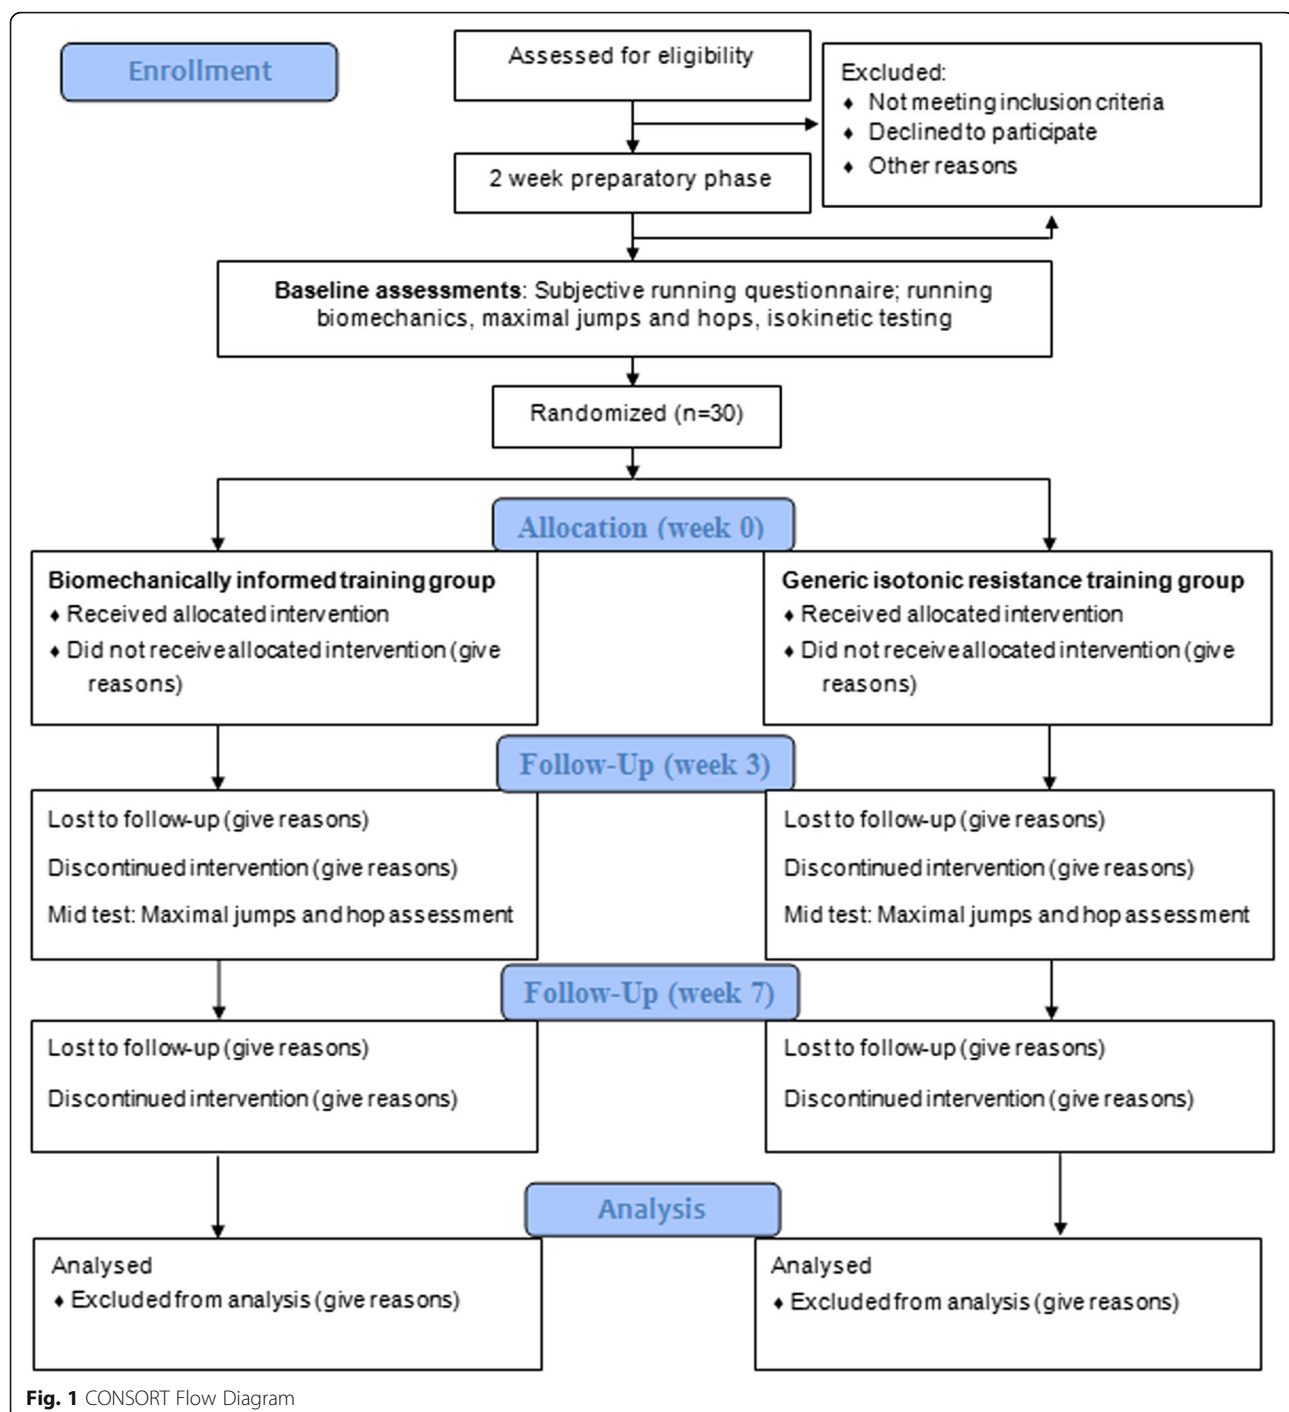 Enrollment
Assessed for eligibility
Excluded:
♦ Not meeting inclusion criteria
♦ Declined to participate
♦ Other reasons
2 week preparatory phase
Baseline assessments: Subjective running questionnaire; running
biomechanics, maximal jumps and hops, isokinetic testing
Randomized (n=30)
Allocation (week 0)
Biomechanically informed training group
♦ Received allocated intervention
♦ Did not receive allocated intervention (give
reasons)
Generic isotonic resistance training group
♦ Received allocated intervention
♦ Did not receive allocated intervention (give
reasons)
Follow-Up (week 3)
Lost to follow-up (give reasons)
Discontinued intervention (give reasons)
Mid test: Maximal jumps and hop assessment
Lost to follow-up (give reasons)
Discontinued intervention (give reasons)
Mid test: Maximal jumps and hop assessment
Follow-Up (week 7)
Lost to follow-up (give reasons)
Discontinued intervention (give reasons)
Lost to follow-up (give reasons)
Discontinued intervention (give reasons)
Analysis
Analysed
♦ Excluded from analysis (give reasons)
Analysed
♦ Excluded from analysis (give reasons)
Fig. 1 CONSORT Flow Diagram